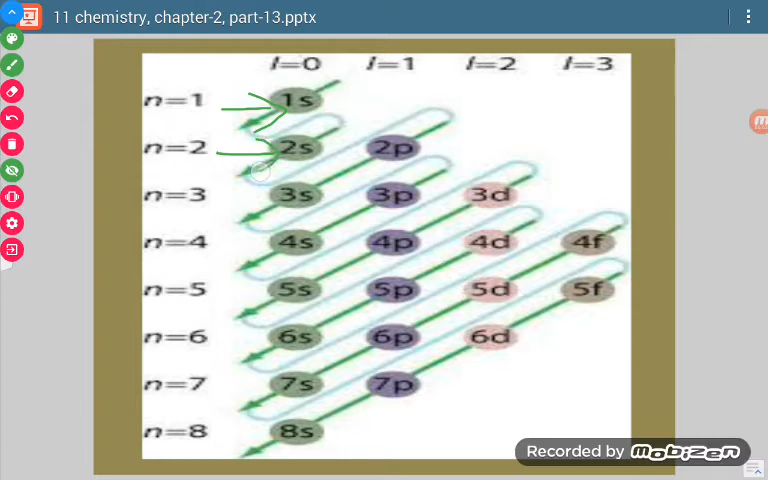 11 chemistry, chapter-2, part-13.pptx
l=0 l=1 l=2 l=3
n=1 1s
n=2 2s 2p
n=3 3s 3p 3d
n=4 4s 4p 4d 4f
n=5 5s 5p 5d 5f
n=6 6s 6p 6d
n=7 7s 7p
n=8 8s
Recorded by mobizen